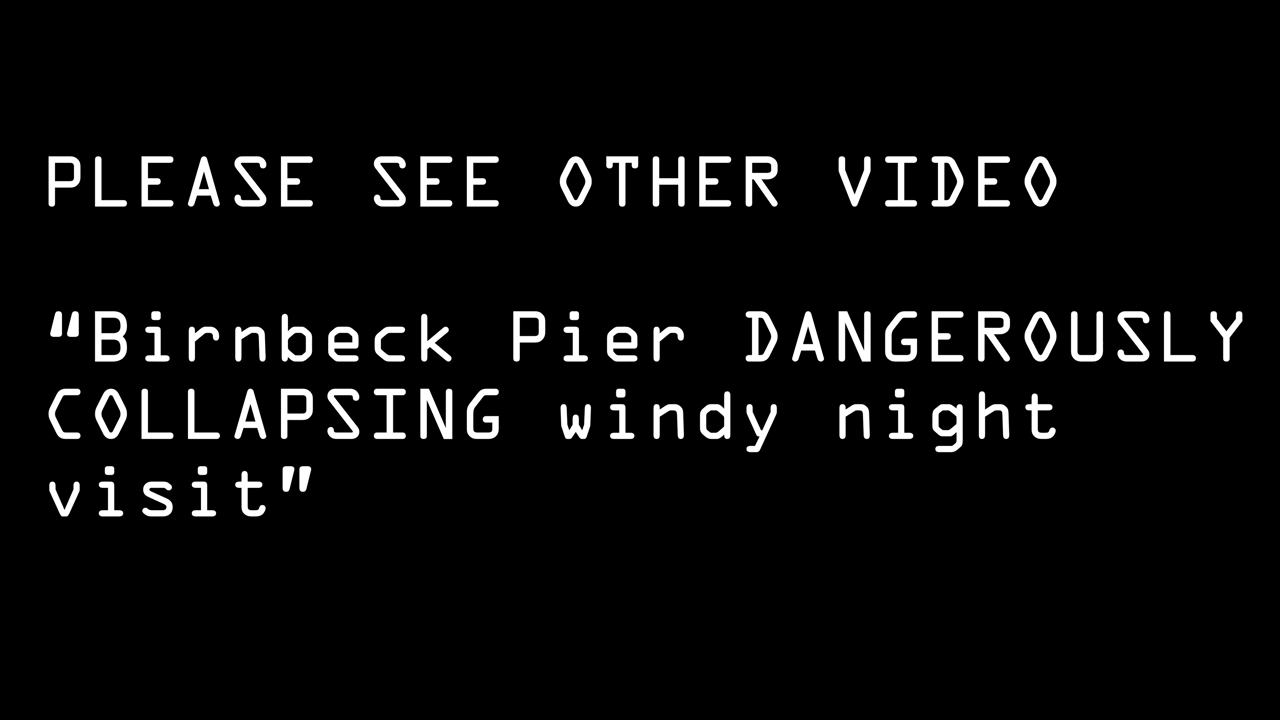 PLEASE SEE OTHER VIDEO
“Birnbeck Pier DANGEROUSLY
COLLAPSING windy night
visit”